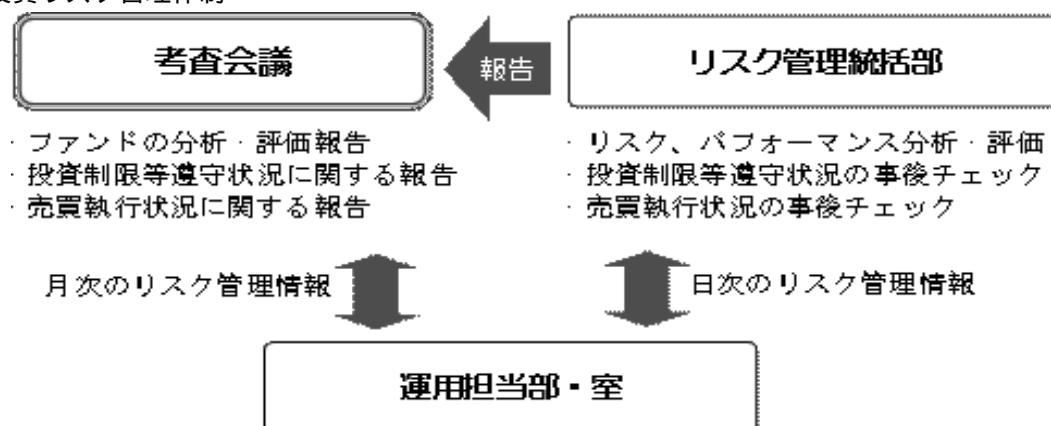 考査会議
報告
リスク管理統括部
· ファンドの分析・評価報告
· 投資制限等遵守状況に関する報告
· 売買執行状況に関する報告
· リスク、パフォーマンス分析・評価
· 投資制限等遵守状況の事後チェック
· 売買執行状況の事後チェック
月次のリスク管理情報
日次のリスク管理情報
運用担当部・室